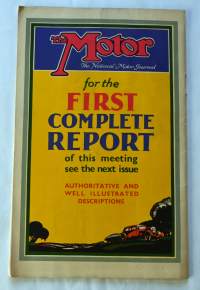 The Motor
The National Motor Journal
for the
FIRST
COMPLETE
REPORT
of this meeting
see the next issue
AUTHORITATIVE AND
WELL ILLUSTRATED
DESCRIPTIONS